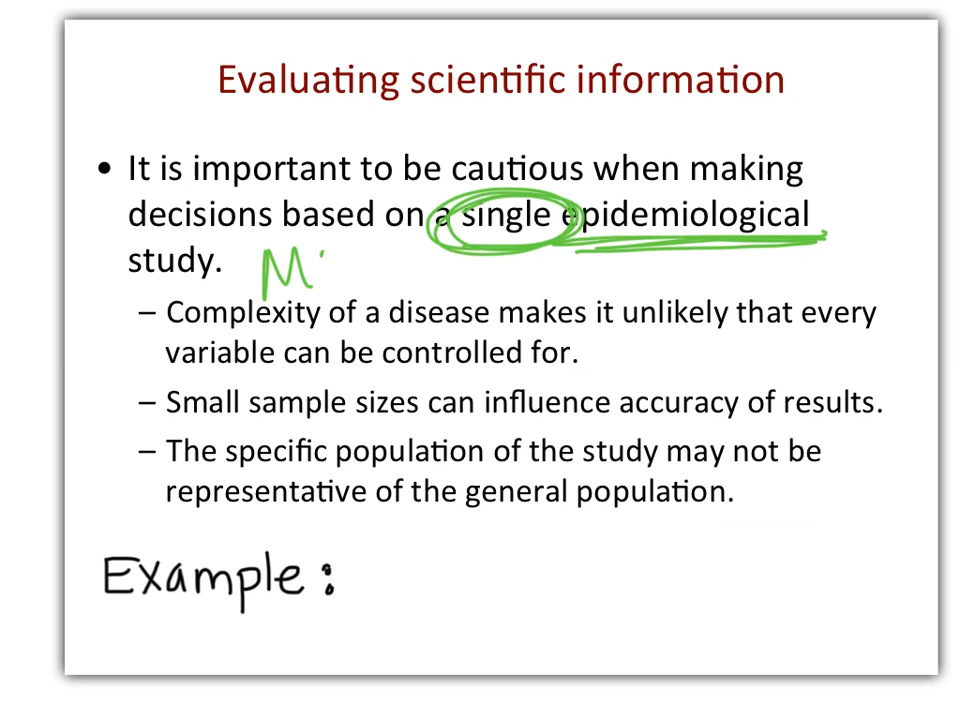 Evaluating scientific information
• It is important to be cautious when making
decisions based on a single epidemiological
study.
M
– Complexity of a disease makes it unlikely that every
variable can be controlled for.
– Small sample sizes can influence accuracy of results.
– The specific population of the study may not be
representative of the general population.
Example: